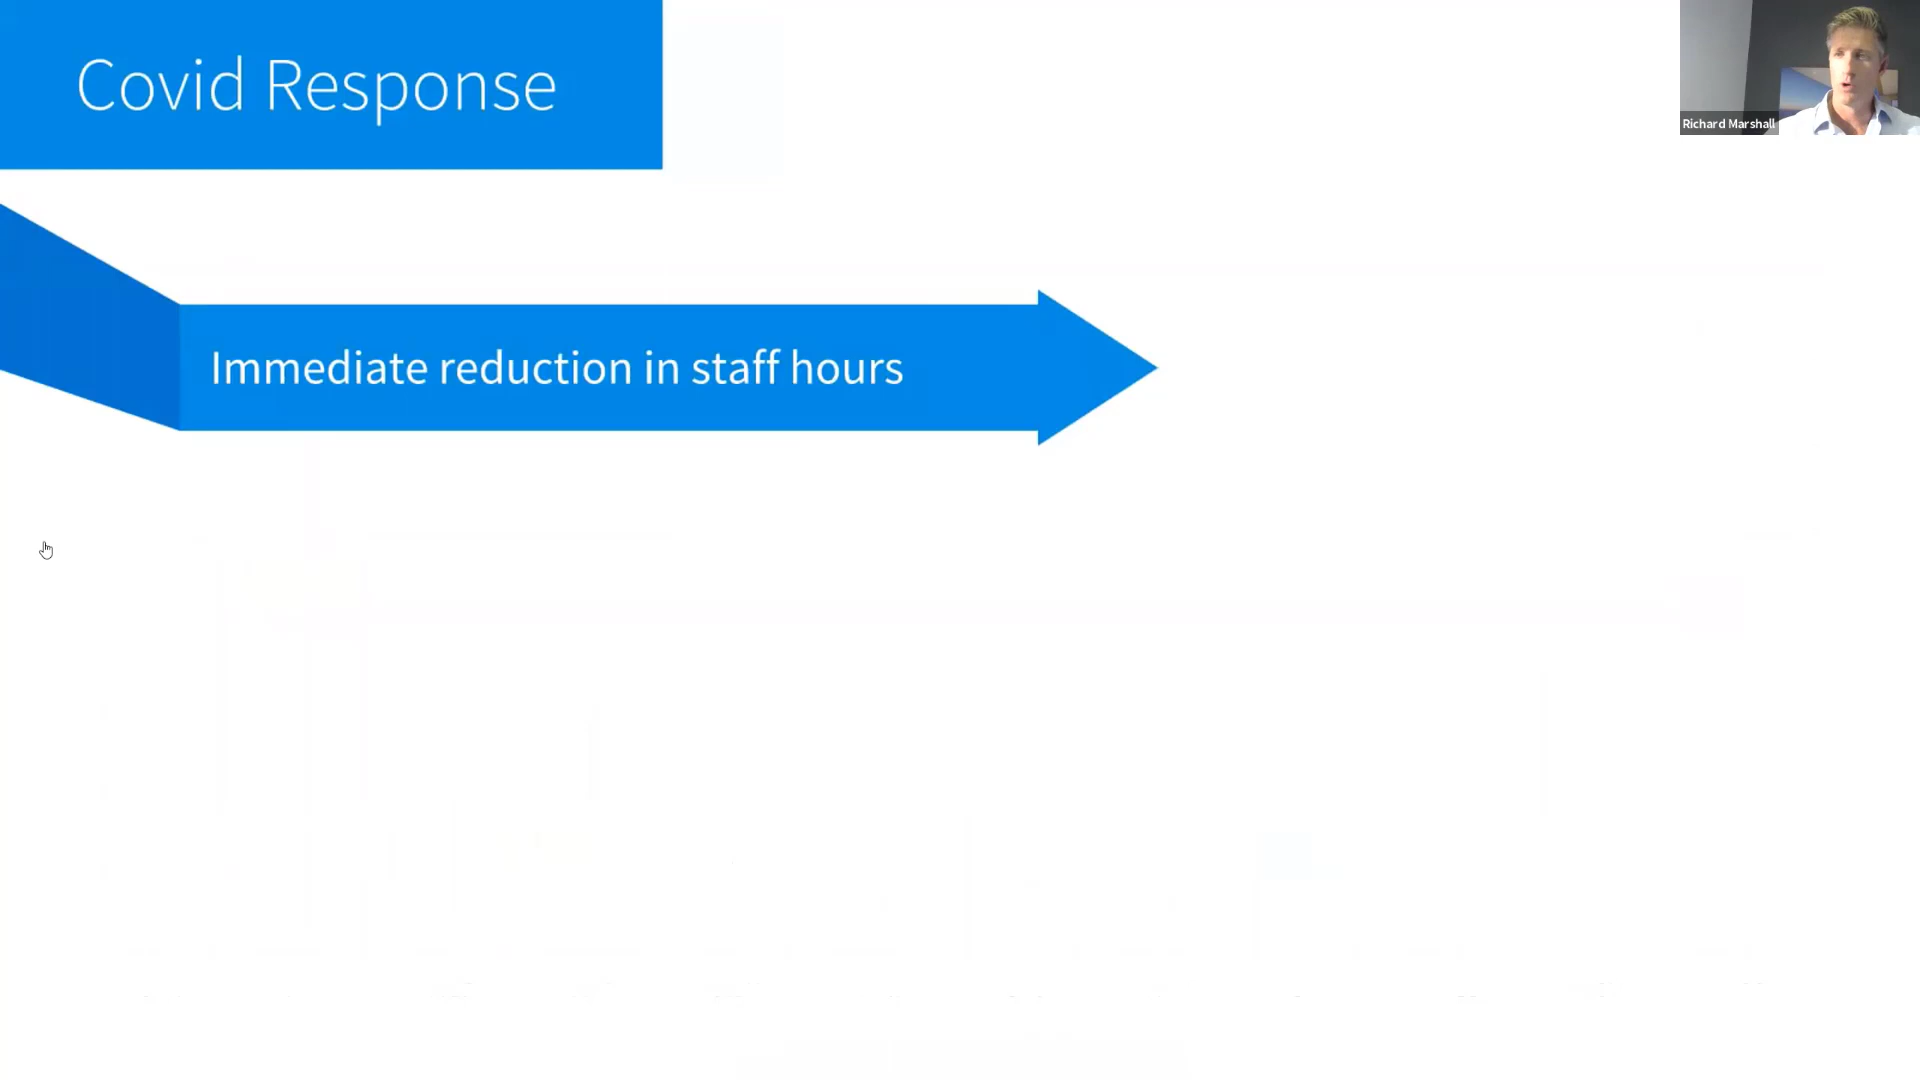 Covid Response
Richard Marshall
Immediate reduction in staff hours